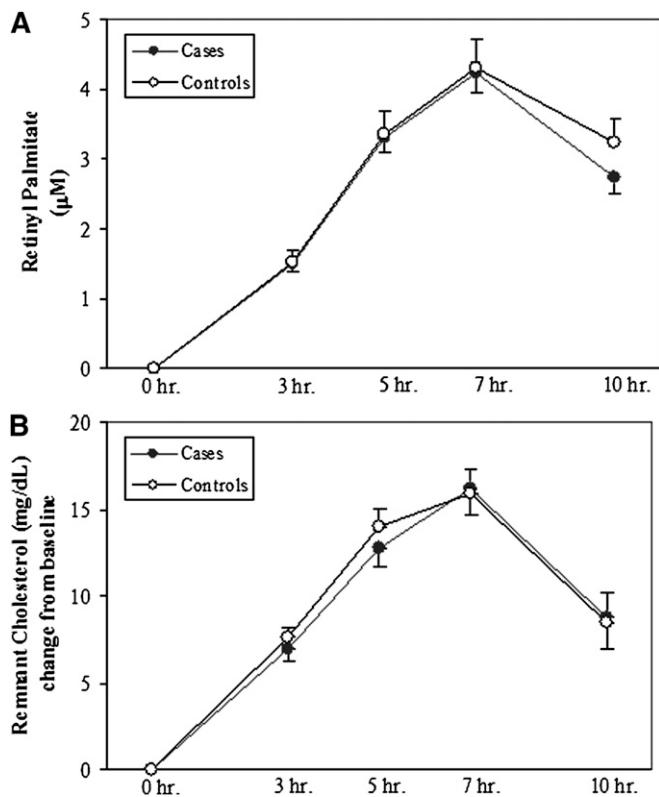 A
Cases
Controls
Retinyl Palmitate
(μM)
5
4
3
2
1
0
0 hr.
3 hr.
5 hr.
7 hr.
10 hr.
B
Cases
Controls
Remnant Cholesterol (mg/dL)
change from baseline
20
15
10
5
0
0 hr.
3 hr.
5 hr.
7 hr.
10 hr.